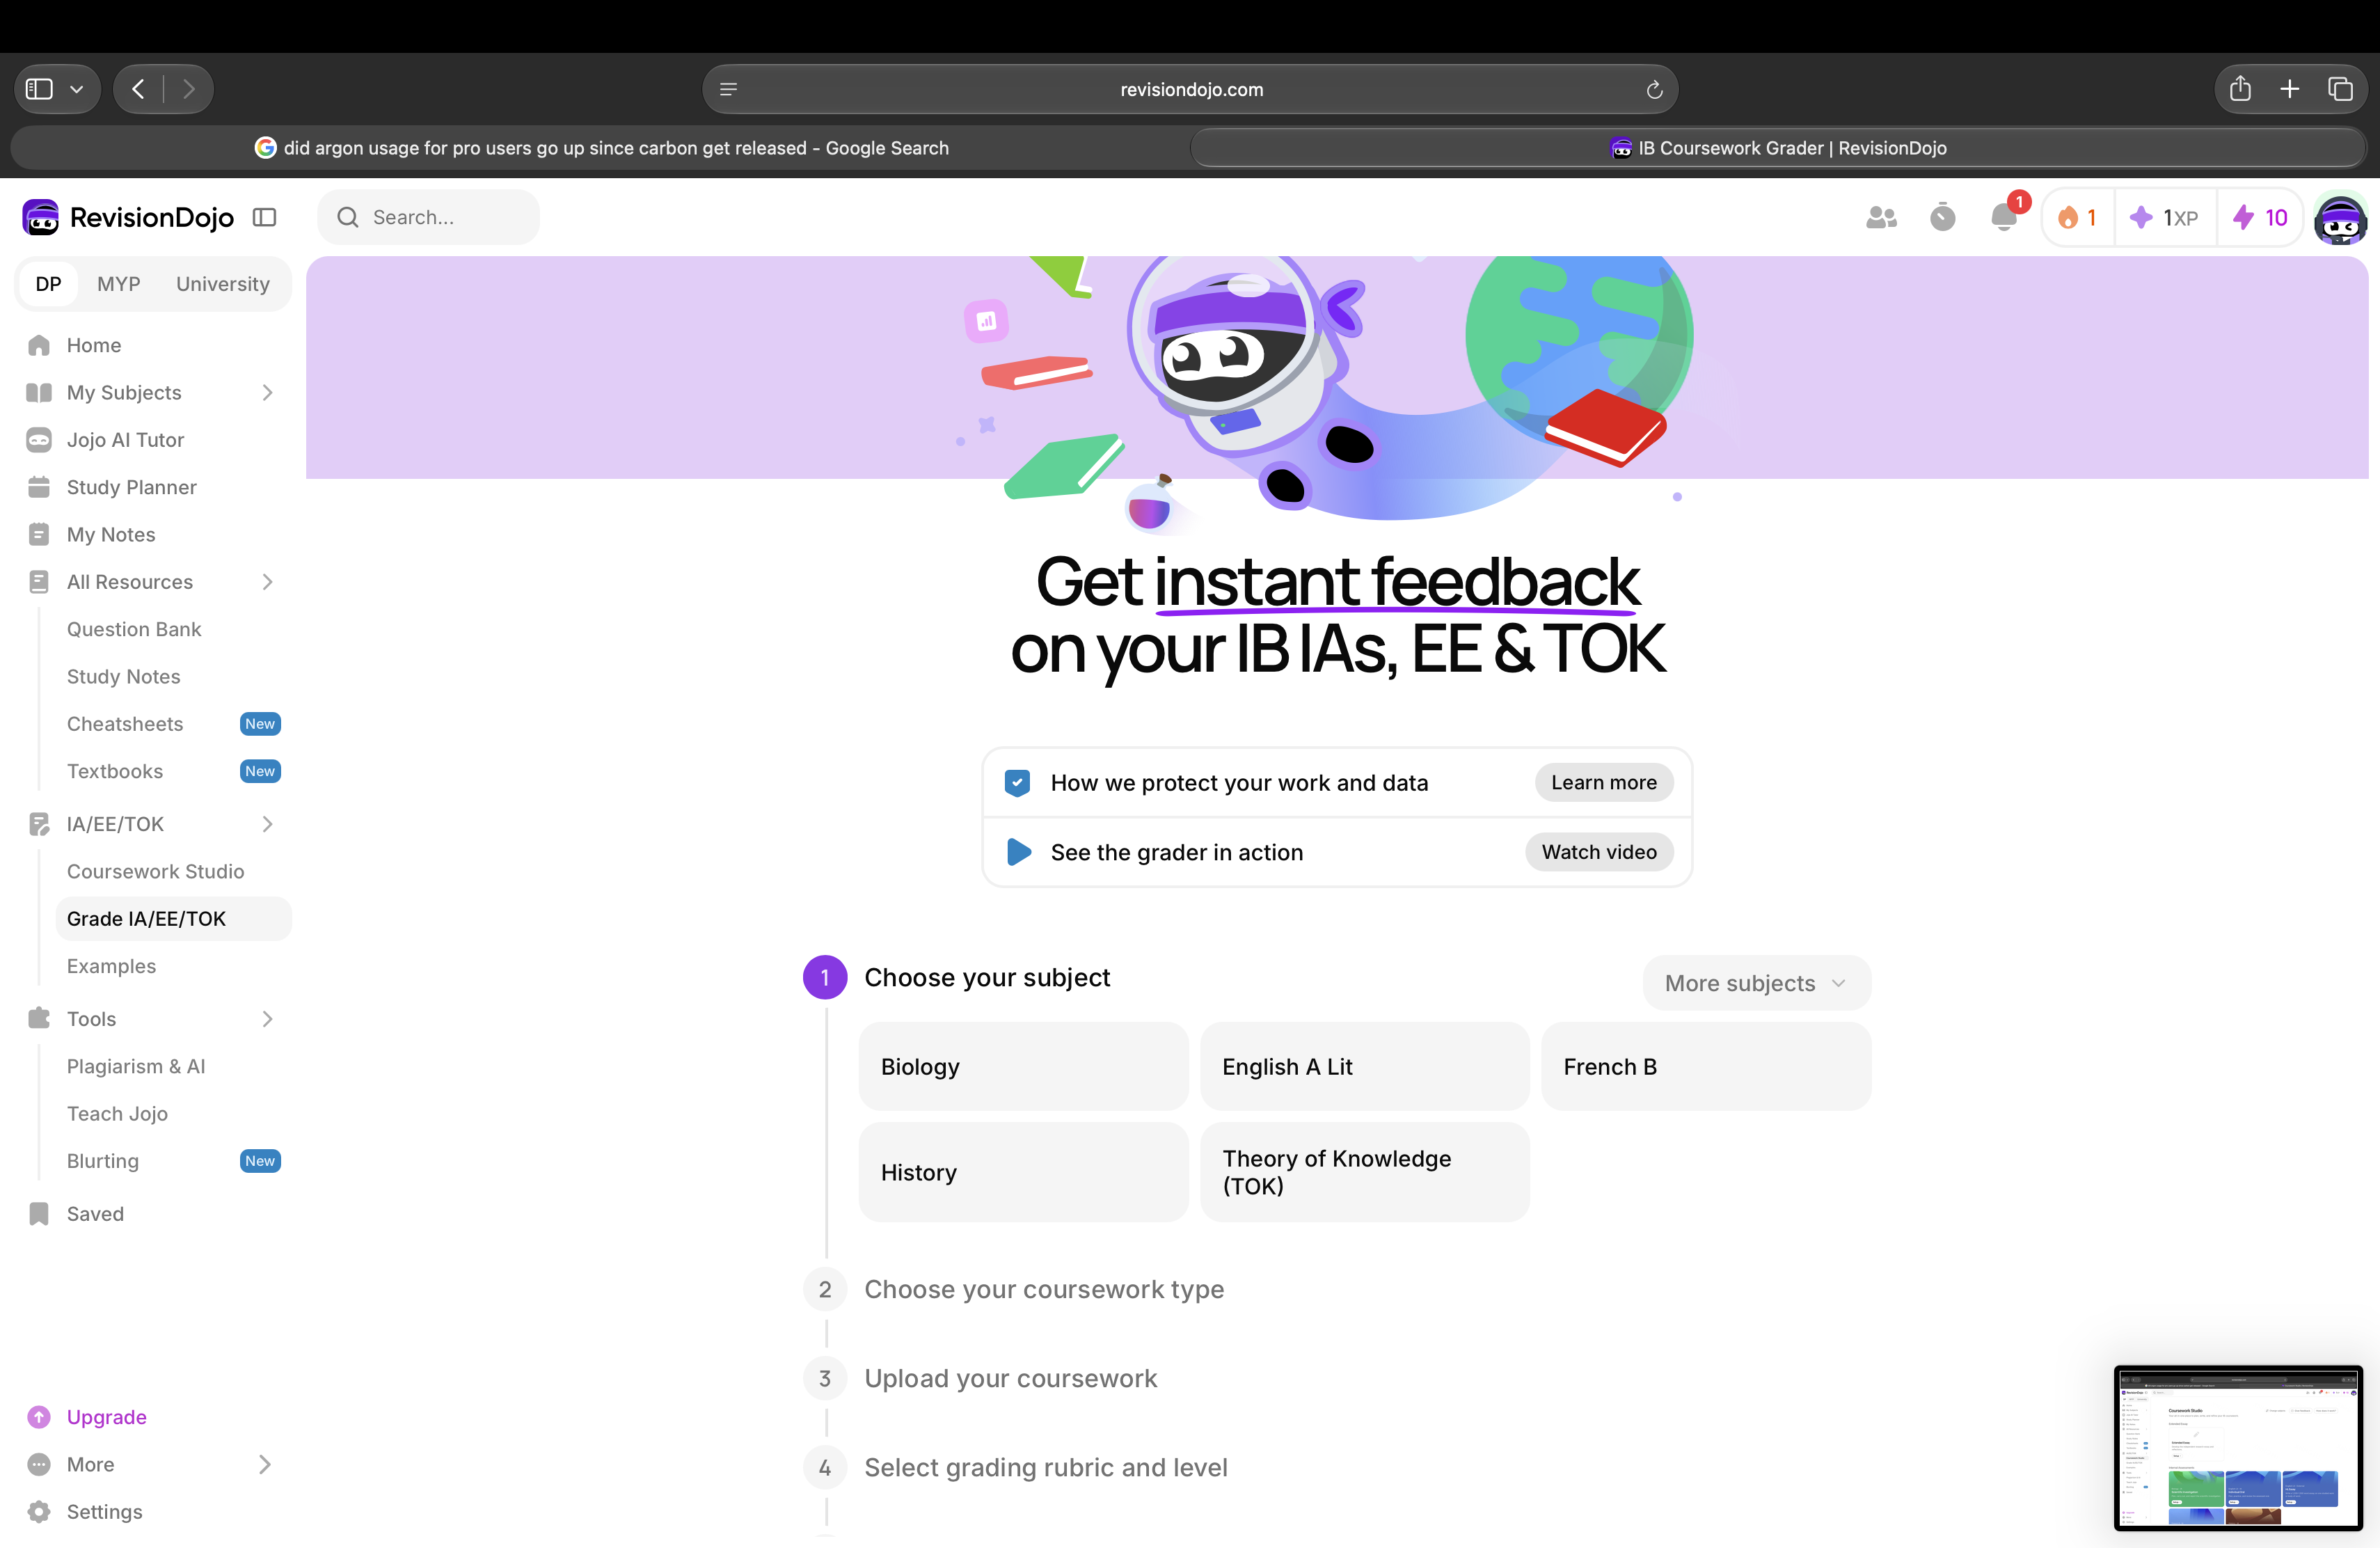 revisiondojo.com
did argon usage for pro users go up since carbon get released - Google Search
IB Coursework Grader | RevisionDojo
RevisionDojo
Search...
1
1
1XP
10
DP
MYP
University
Home
My Subjects
Jojo AI Tutor
Study Planner
My Notes
All Resources
Question Bank
Study Notes
Cheatsheets
New
Textbooks
New
IA/EE/TOK
Coursework Studio
Grade IA/EE/TOK
Examples
Tools
Plagiarism & AI
Teach Jojo
Blurting
New
Saved
Upgrade
More
Settings
Get instant feedback
on your IB IAs, EE & TOK
How we protect your work and data
Learn more
See the grader in action
Watch video
1
Choose your subject
More subjects
Biology
English A Lit
French B
History
Theory of Knowledge
(TOK)
2
Choose your coursework type
3
Upload your coursework
4
Select grading rubric and level
Coursework Studio